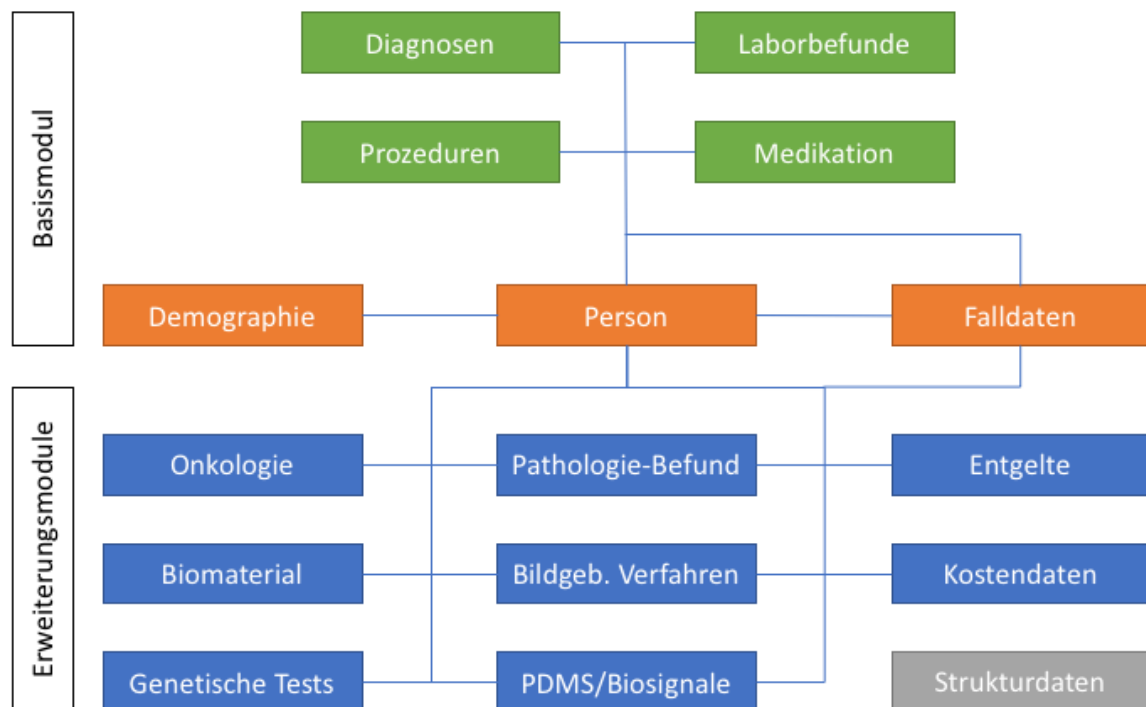 Basismodul
Diagnosen
Laborbefunde
Prozeduren
Medikation
Demographie
Person
Falldaten
Erweiterungsmodule
Onkologie
Pathologie-Befund
Entgelte
Biomaterial
Bildgeb. Verfahren
Kostendaten
Genetische Tests
PDMS/Biosignale
Strukturdaten